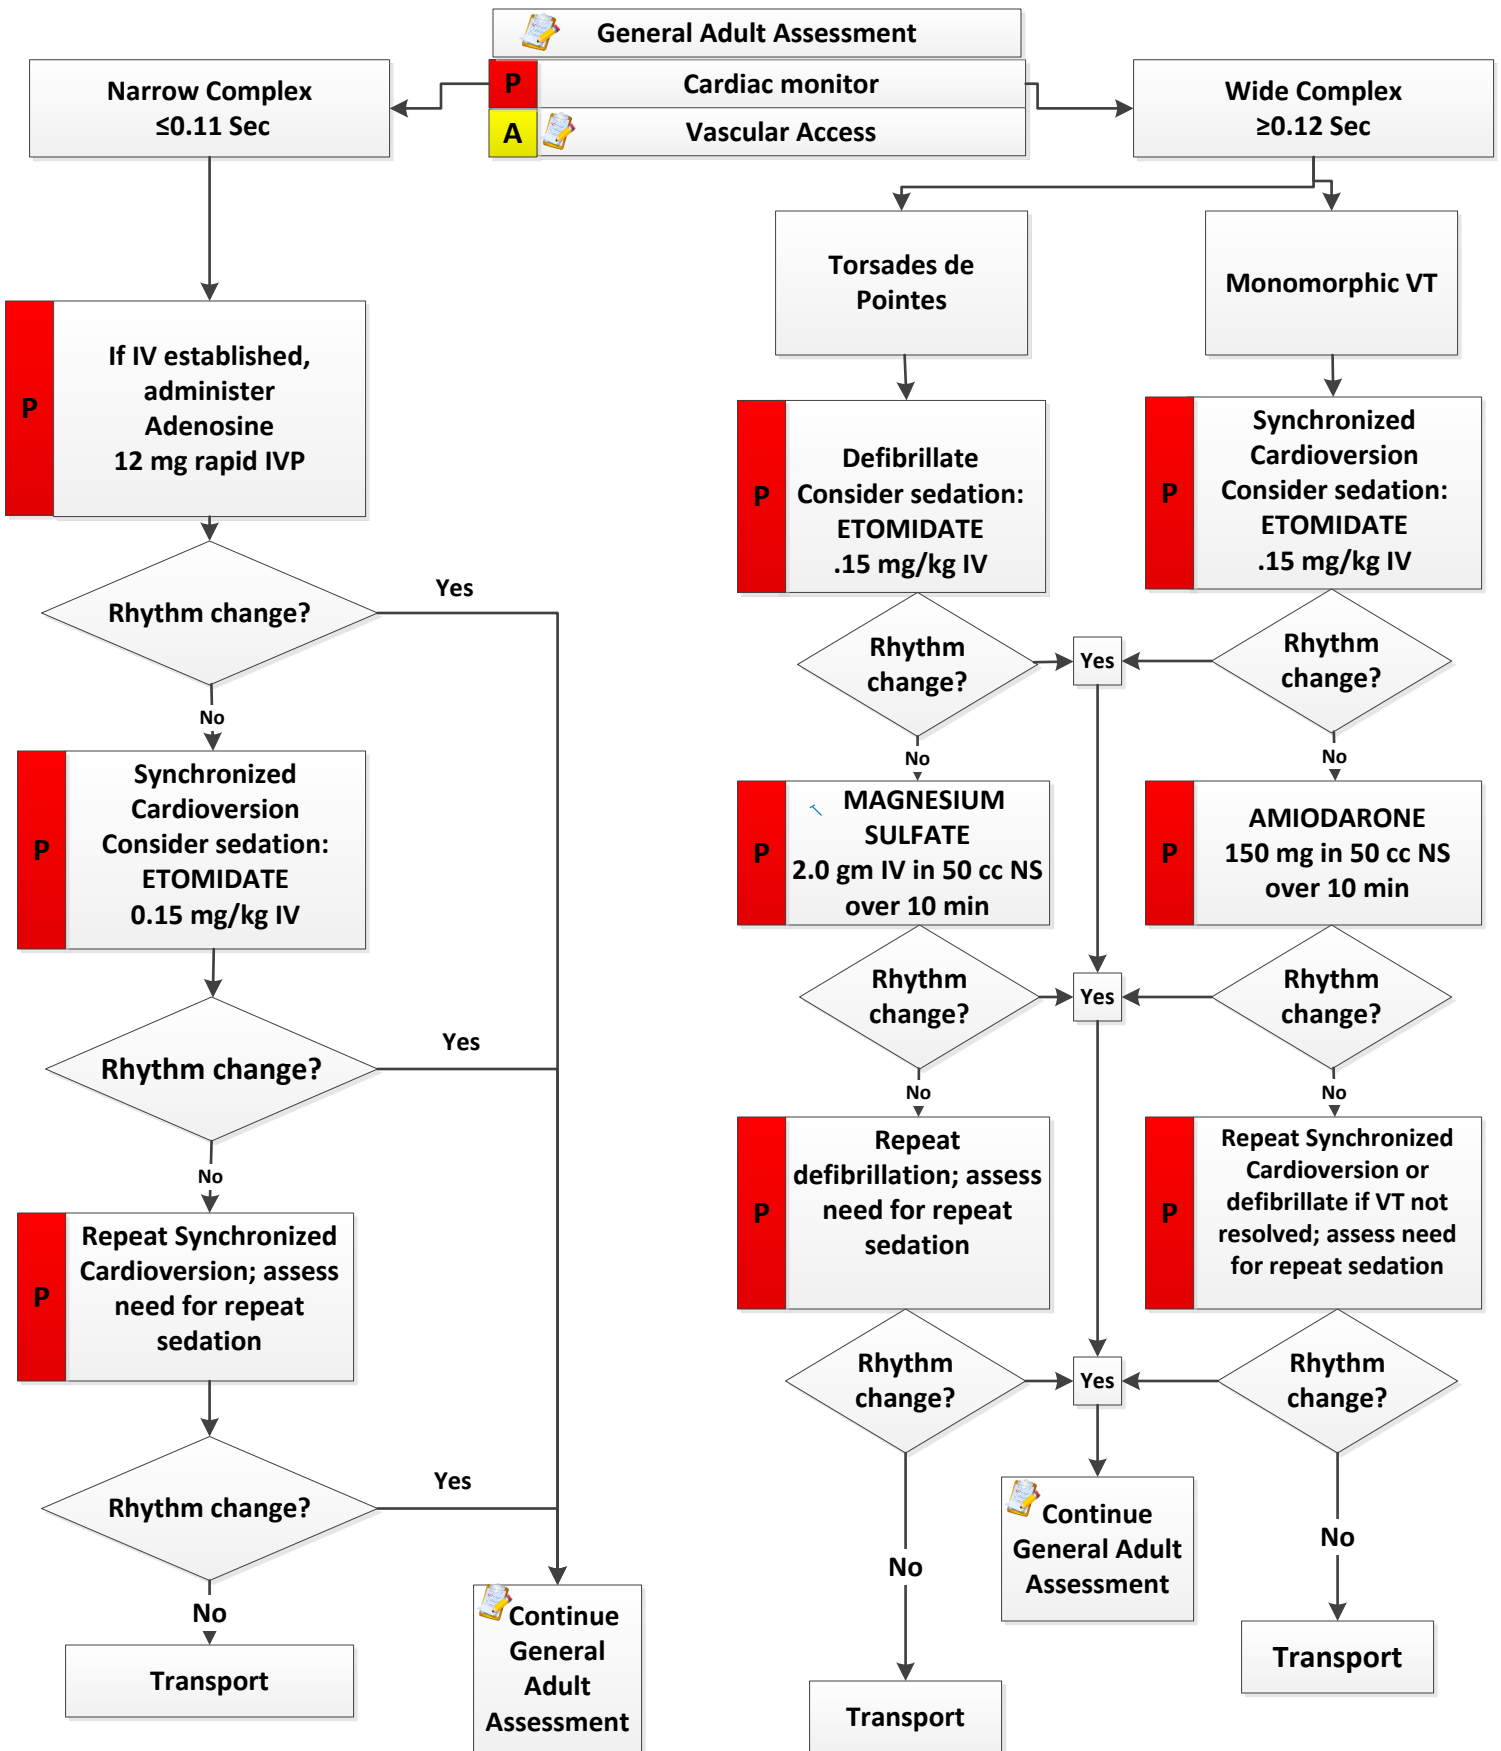 General Adult Assessment
P
Cardiac monitor
A
Vascular Access
Narrow Complex
≤0.11 Sec
Wide Complex
≥0.12 Sec
P
If IV established,
administer
Adenosine
12 mg rapid IVP
Rhythm change?
Yes
No
P
Synchronized
Cardioversion
Consider sedation:
ETOMIDATE
0.15 mg/kg IV
Rhythm change?
Yes
No
P
Repeat Synchronized
Cardioversion; assess
need for repeat
sedation
Rhythm change?
Yes
No
Transport
Continue
General
Adult
Assessment
Torsades de
Pointes
P
Defibrillate
Consider sedation:
ETOMIDATE
.15 mg/kg IV
Rhythm
change?
Yes
No
P
MAGNESIUM
SULFATE
2.0 gm IV in 50 cc NS
over 10 min
Rhythm
change?
Yes
No
P
Repeat
defibrillation; assess
need for repeat
sedation
Rhythm
change?
Yes
No
Transport
Continue
General Adult
Assessment
Monomorphic VT
P
Synchronized
Cardioversion
Consider sedation:
ETOMIDATE
.15 mg/kg IV
Rhythm
change?
No
P
AMIODARONE
150 mg in 50 cc NS
over 10 min
Rhythm
change?
No
P
Repeat Synchronized
Cardioversion or
defibrillate if VT not
resolved; assess need
for repeat sedation
Rhythm
change?
No
Transport